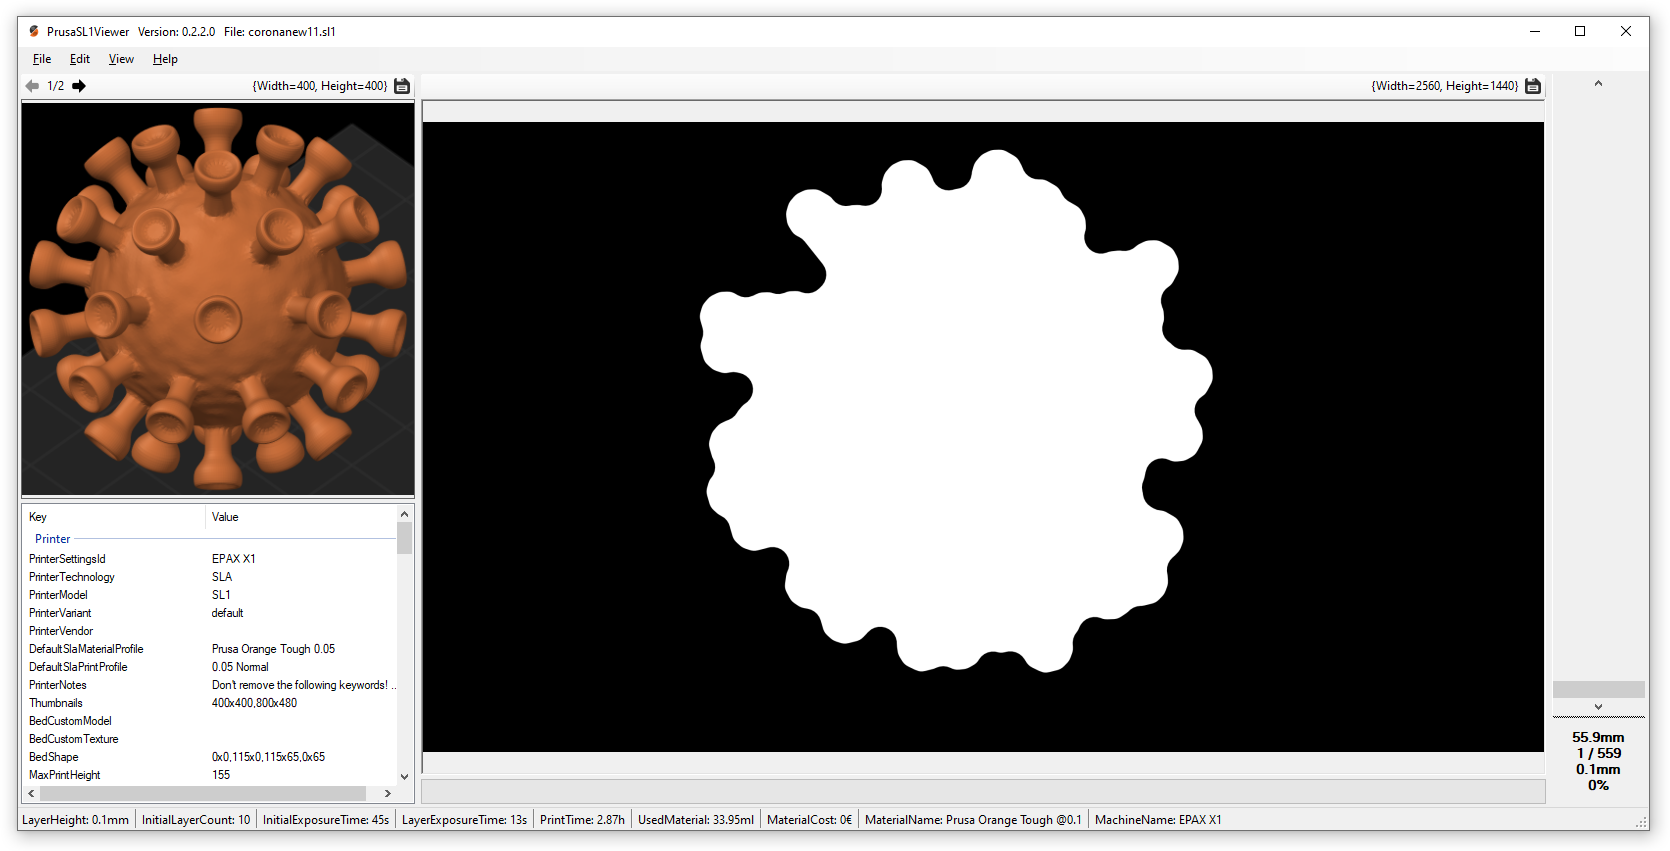 PrusaSL1Viewer Version: 0.2.2.0 File: coronanew11.sl1
File Edit View Help
1/2 {Width=400, Height=400}
{Width=2560, Height=1440}
Key Value
Printer
PrinterSettingsId EPAX X1
PrinterTechnology SLA
PrinterModel SL1
PrinterVariant default
PrinterVendor
DefaultSlaMaterialProfile Prusa Orange Tough 0.05
DefaultSlaPrintProfile 0.05 Normal
PrinterNotes Don't remove the following keywords! ..
Thumbnails 400x400,800x480
BedCustomModel
BedCustomTexture
BedShape 0x0,115x0,115x65,0x65
MaxPrintHeight 155
55.9mm
1 / 559
0.1mm
0%
LayerHeight: 0.1mm InitialLayerCount: 10 InitialExposureTime: 45s LayerExposureTime: 13s PrintTime: 2.87h UsedMaterial: 33.95ml MaterialCost: 0€ MaterialName: Prusa Orange Tough @0.1 MachineName: EPAX X1